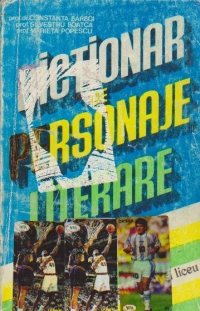 prof. dr. CONSTANTA BARBOI
prof. SILVESTRU BOATCA
prof. MARIETA POPESCU
DICTIONAR
DE
PERSONAJE
LITERARE
liceu